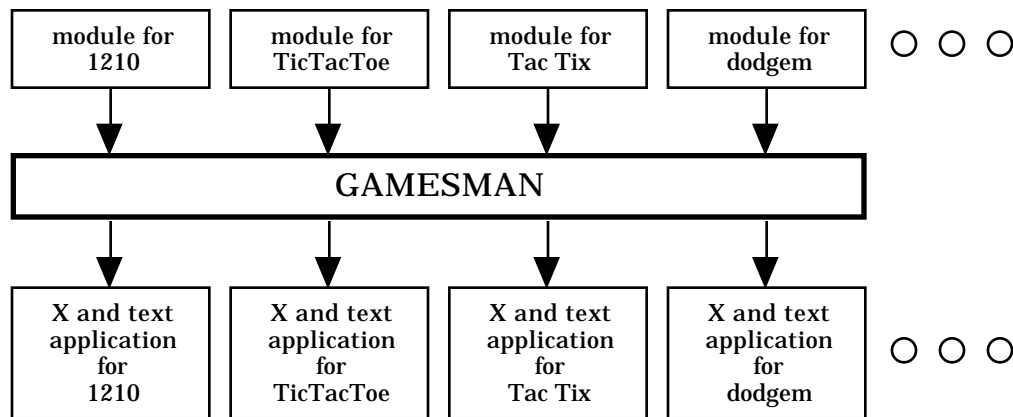 module for
1210
module for
TicTacToe
module for
Tac Tix
module for
dodgem
GAMESMAN
X and text
application
for
1210
X and text
application
for
TicTacToe
X and text
application
for
Tac Tix
X and text
application
for
dodgem